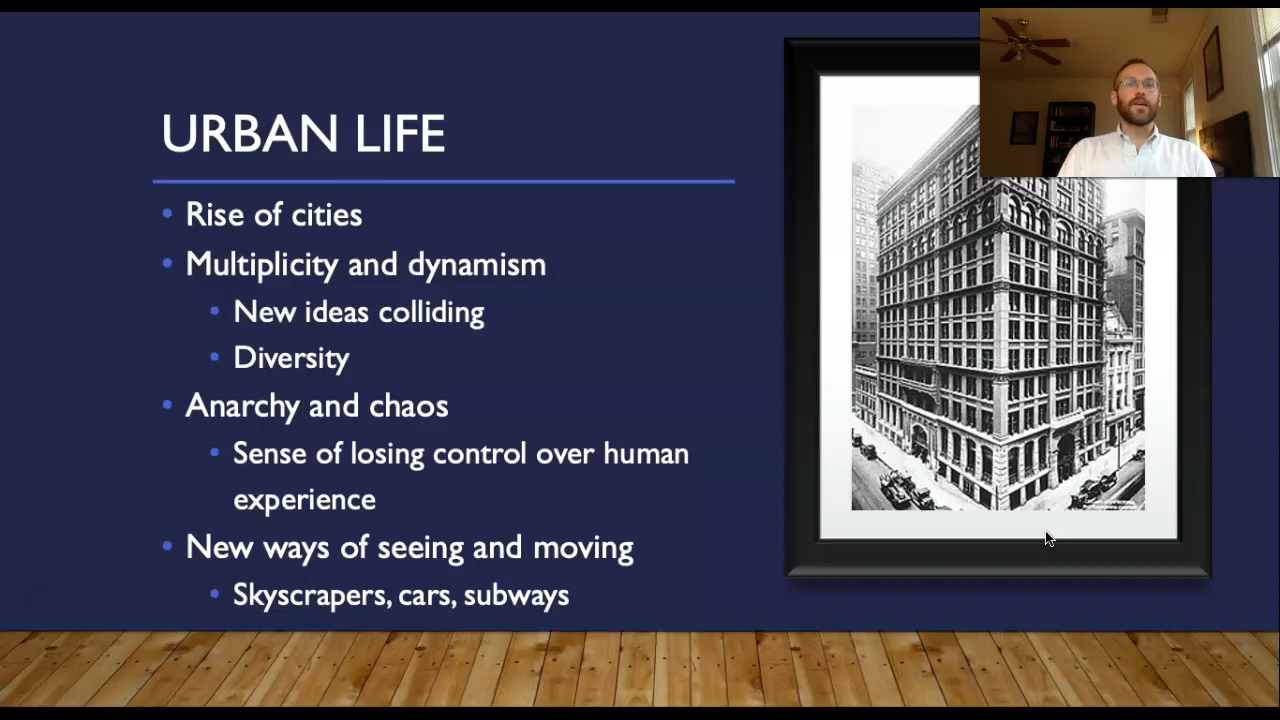 URBAN LIFE
Rise of cities
Multiplicity and dynamism
New ideas colliding
Diversity
Anarchy and chaos
Sense of losing control over human
experience
New ways of seeing and moving
Skyscrapers, cars, subways